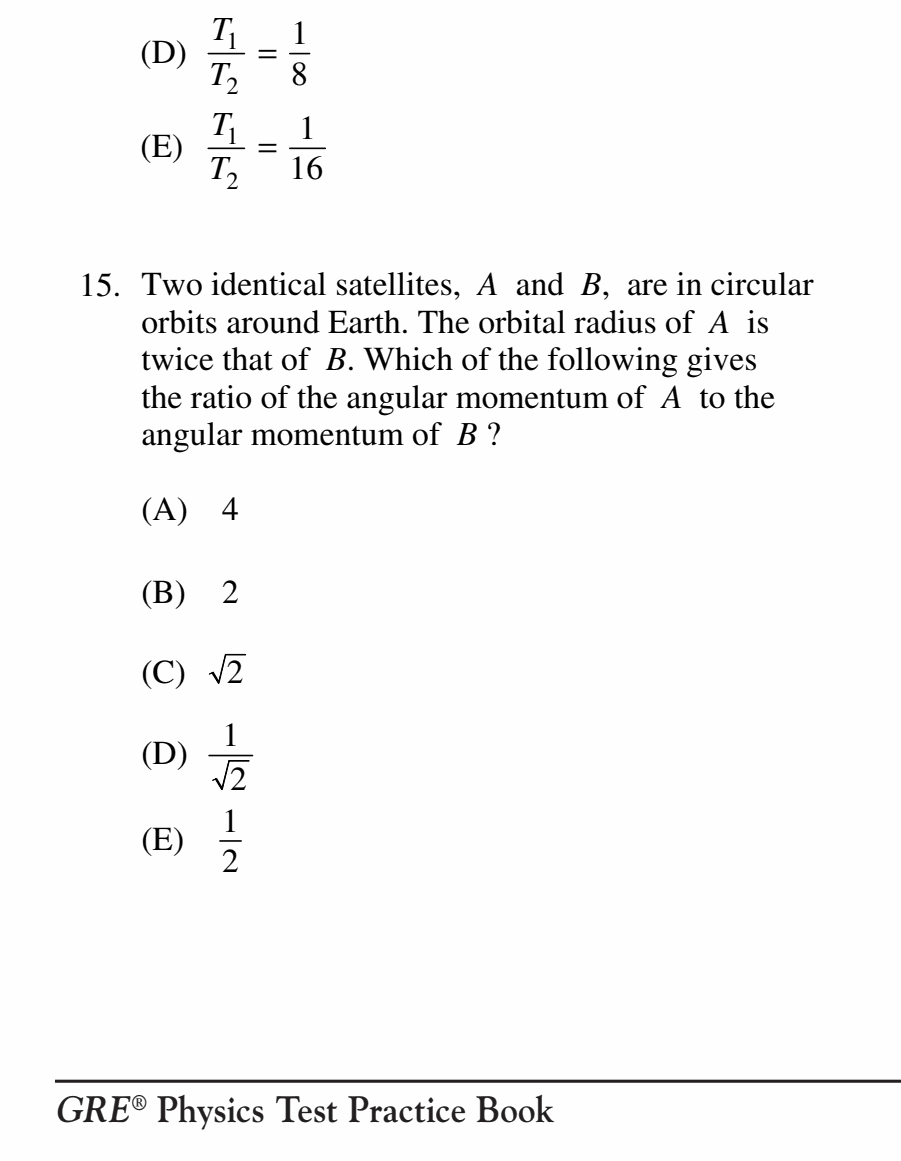 (D) T₁/T₂ = 1/8
(E) T₁/T₂ = 1/16
15. Two identical satellites, A and B, are in circular
orbits around Earth. The orbital radius of A is
twice that of B. Which of the following gives
the ratio of the angular momentum of A to the
angular momentum of B ?
(A) 4
(B) 2
(C) √2
(D) 1/√2
(E) 1/2
GRE® Physics Test Practice Book